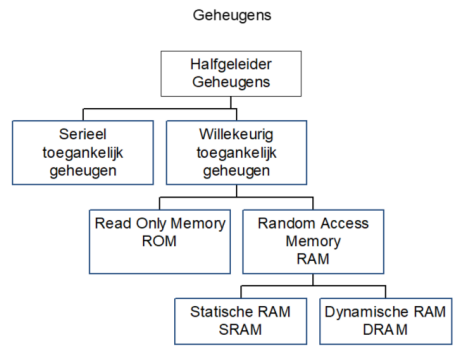 Geheugens
Halfgeleider
Geheugens
Serieel
toegankelijk
geheugen
Willekeurig
toegankelijk
geheugen
Read Only Memory
ROM
Random Access
Memory
RAM
Statische RAM
SRAM
Dynamische RAM
DRAM